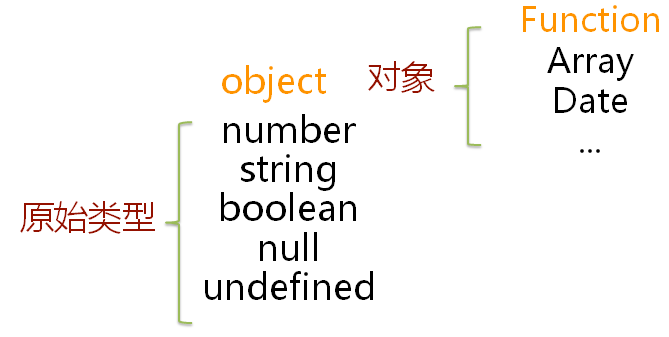 Function
object 对象 Array
Date
...
number
string
原始类型 boolean
null
undefined